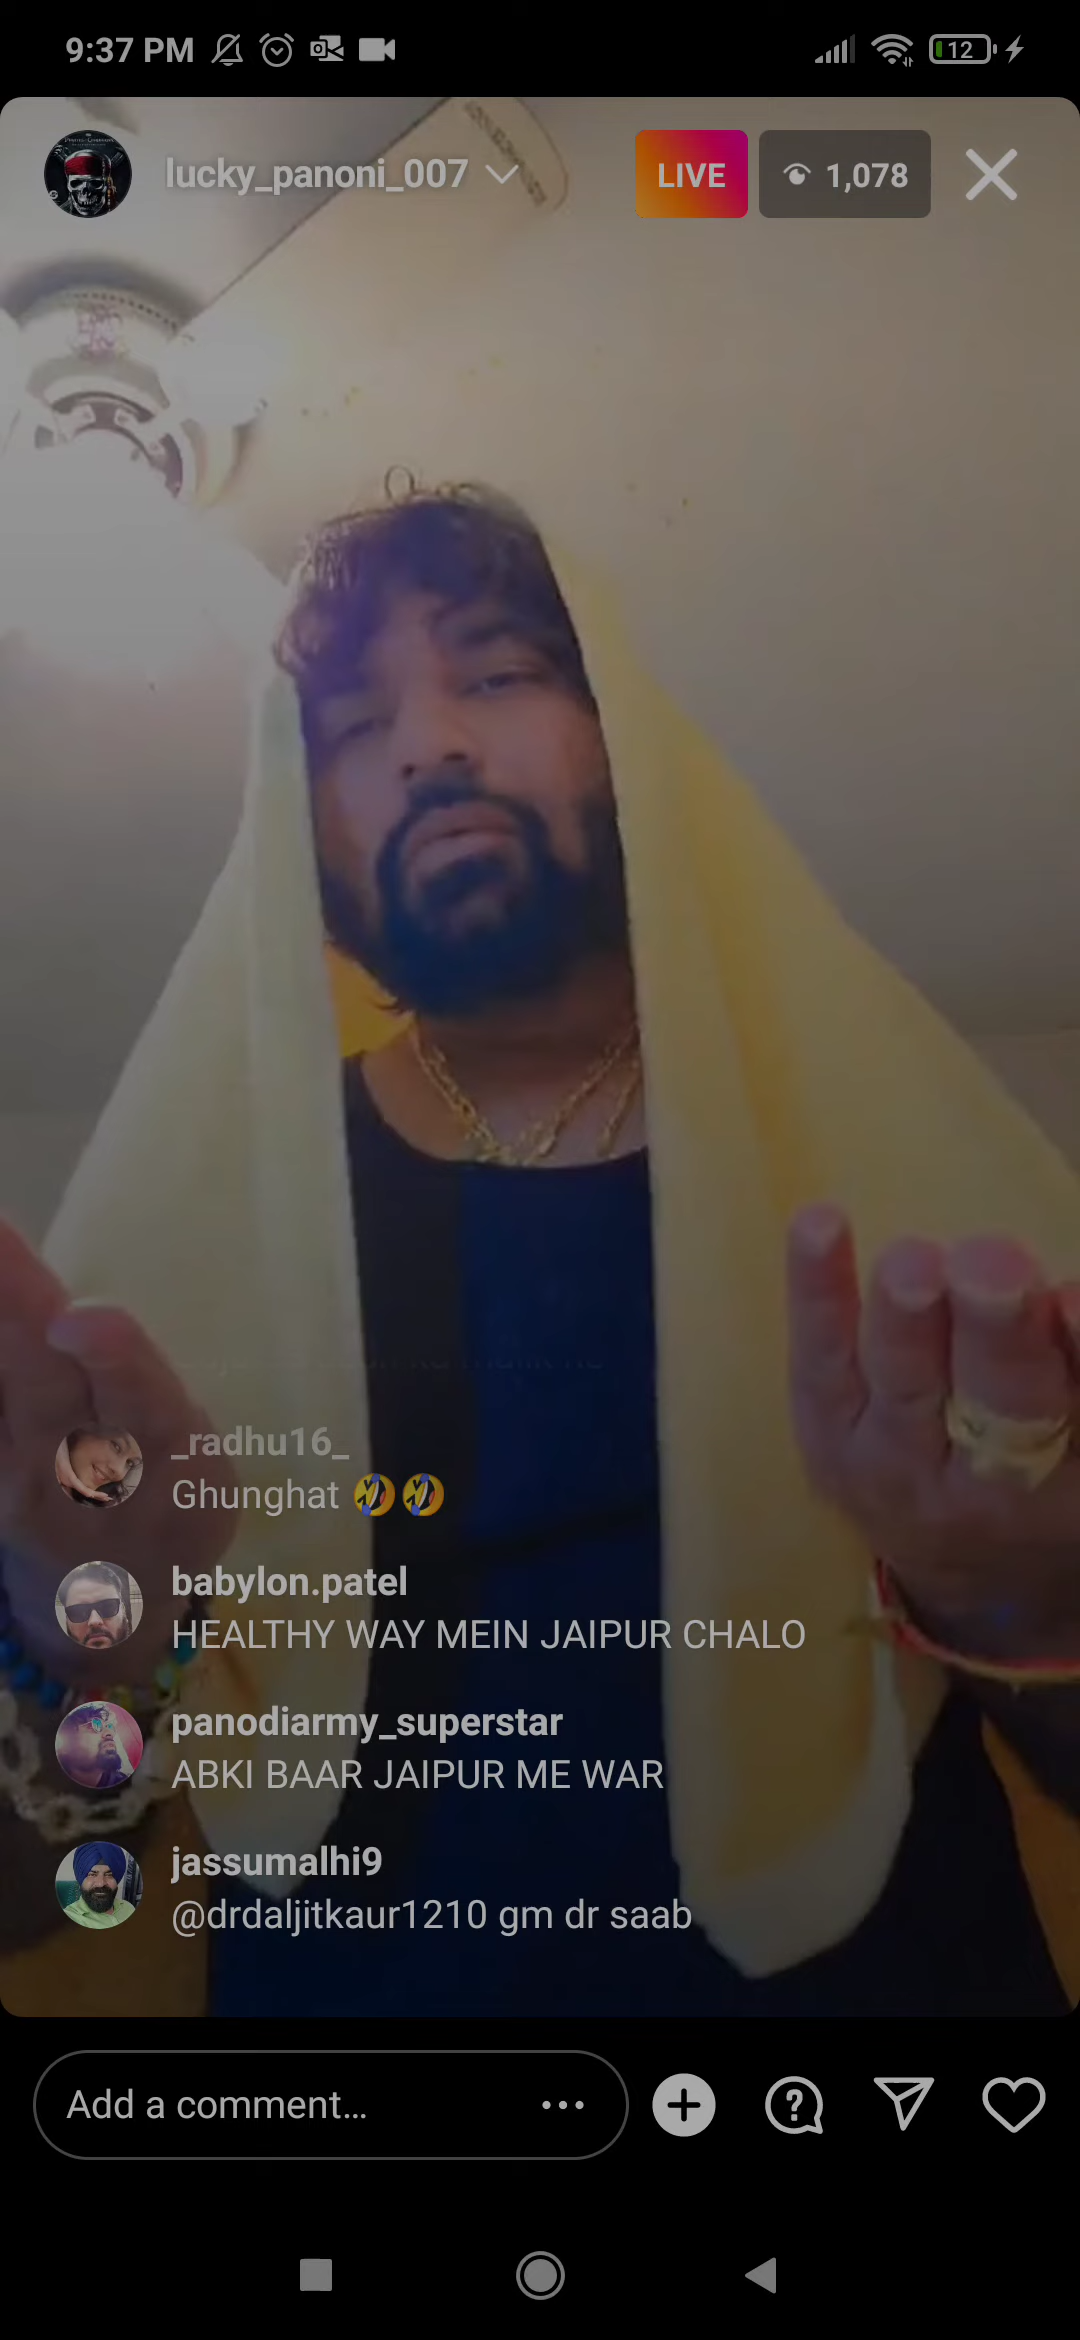 9:37 PM
12
lucky_panoni_007
LIVE
1,078
_radhu16_
Ghunghat 🤣🤣
babylon.patel
HEALTHY WAY MEIN JAIPUR CHALO
panodiarmy_superstar
ABKI BAAR JAIPUR ME WAR
jassumalhi9
@drdaljitkaur1210 gm dr saab
Add a comment...